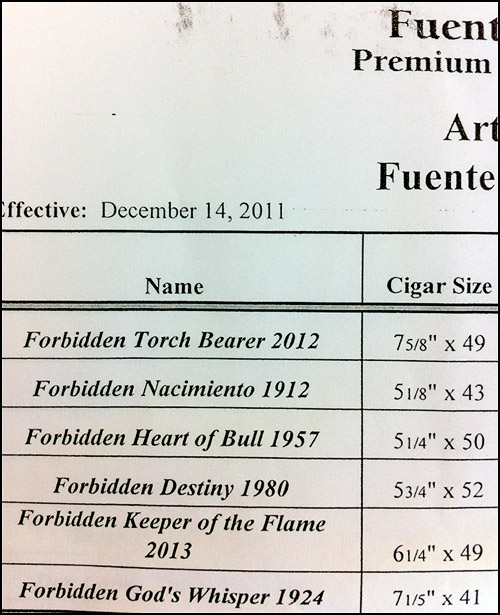 Fuent
Premium
Art
Fuente
Effective: December 14, 2011
Name Cigar Size
Forbidden Torch Bearer 2012 7 5/8" x 49
Forbidden Nacimiento 1912 5 1/8" x 43
Forbidden Heart of Bull 1957 5 1/4" x 50
Forbidden Destiny 1980 5 3/4" x 52
Forbidden Keeper of the Flame
2013 6 1/4" x 49
Forbidden God's Whisper 1924 7 1/5" x 41